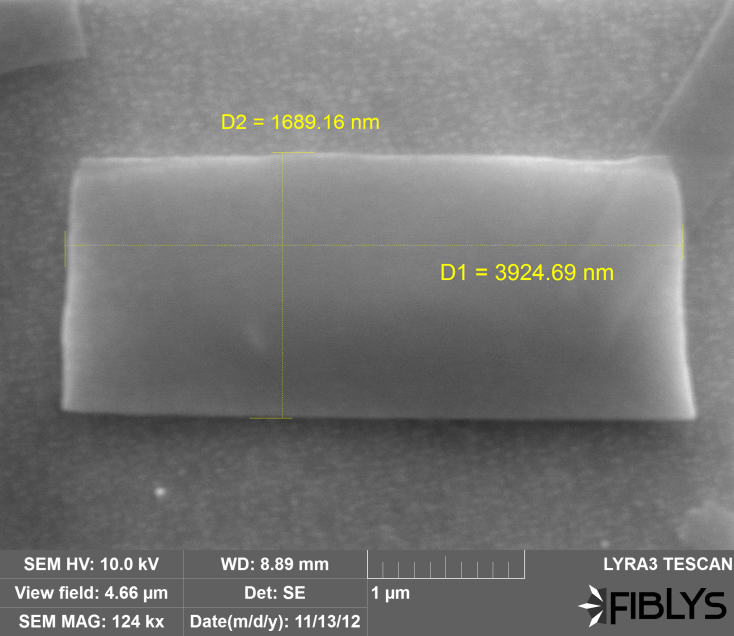 D2 = 1689.16 nm
D1 = 3924.69 nm
SEM HV: 10.0 kV
WD: 8.89 mm
LYRA3 TESCAN
View field: 4.66 µm
Det: SE
1 µm
SEM MAG: 124 kx
Date(m/d/y): 11/13/12
FIBLYS